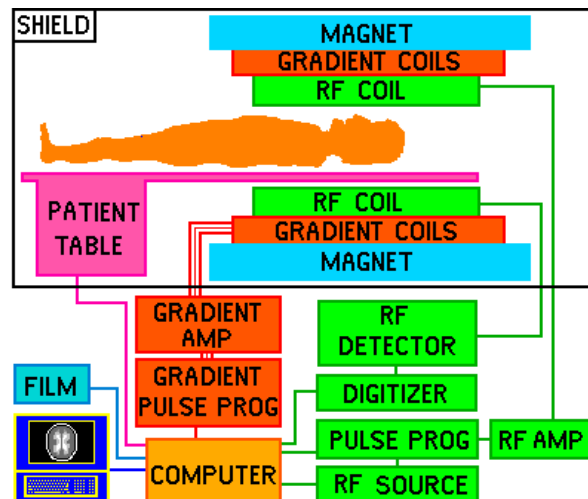 SHIELD
MAGNET
GRADIENT COILS
RF COIL
RF COIL
GRADIENT COILS
MAGNET
PATIENT
TABLE
GRADIENT
AMP
RF
DETECTOR
GRADIENT
PULSE PROG
FILM
DIGITIZER
PULSE PROG
RF AMP
COMPUTER
RF SOURCE